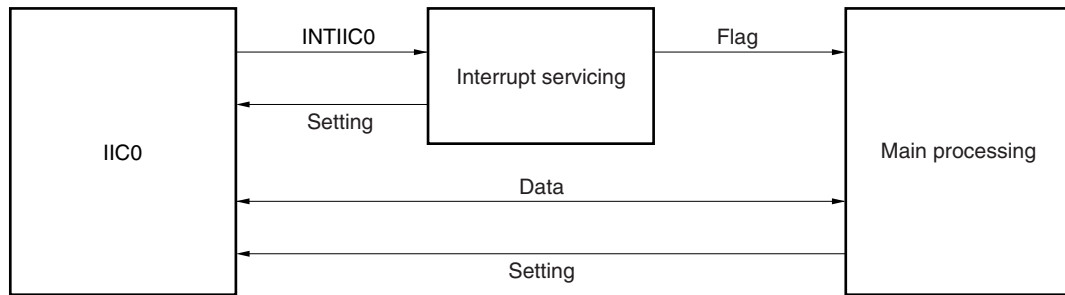 INTIIC0
Flag
Interrupt servicing
Setting
IIC0
Main processing
Data
Setting